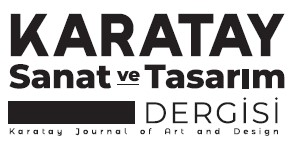 KARATAY
Sanat ve Tasarım
DERGİSİ
Karatay Journal of Art and Design